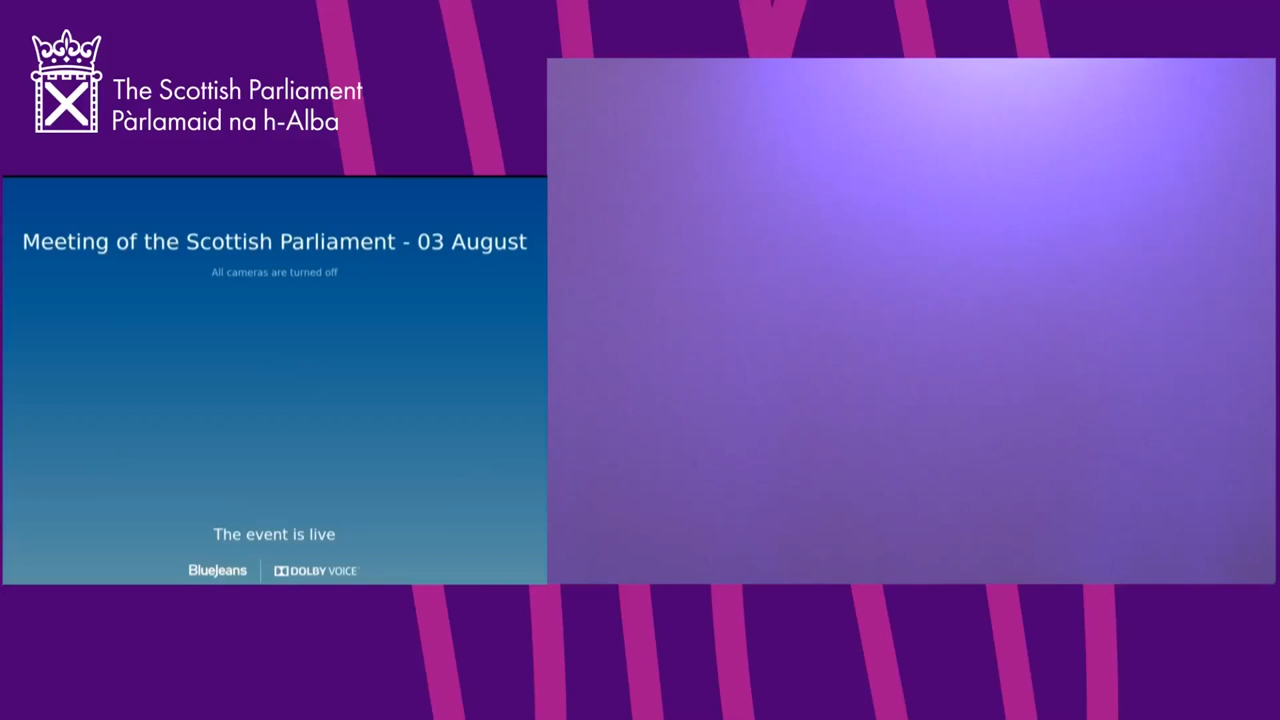 The Scottish Parliament
Pàrlamaid na h-Alba
Meeting of the Scottish Parliament - 03 August
All cameras are turned off
The event is live
BlueJeans
DOLBY VOICE